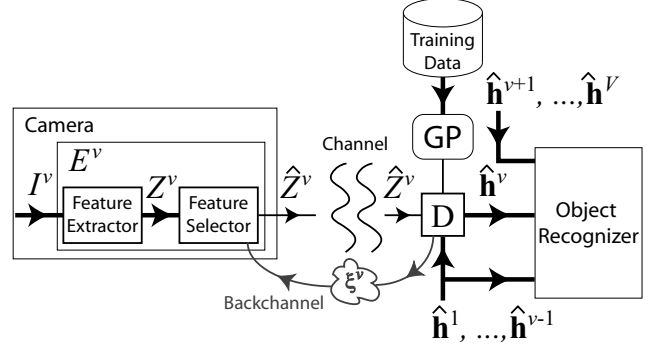 Training
Data
ĥ^{v+1}, ...,ĥ^V
Camera
Channel
GP
E^v
I^v
Z^v
Ẑ^v
Ẑ^v
ĥ^v
Feature
Extractor
Feature
Selector
D
Object
Recognizer
ξ^v
Backchannel
ĥ^1, ...,ĥ^{v-1}